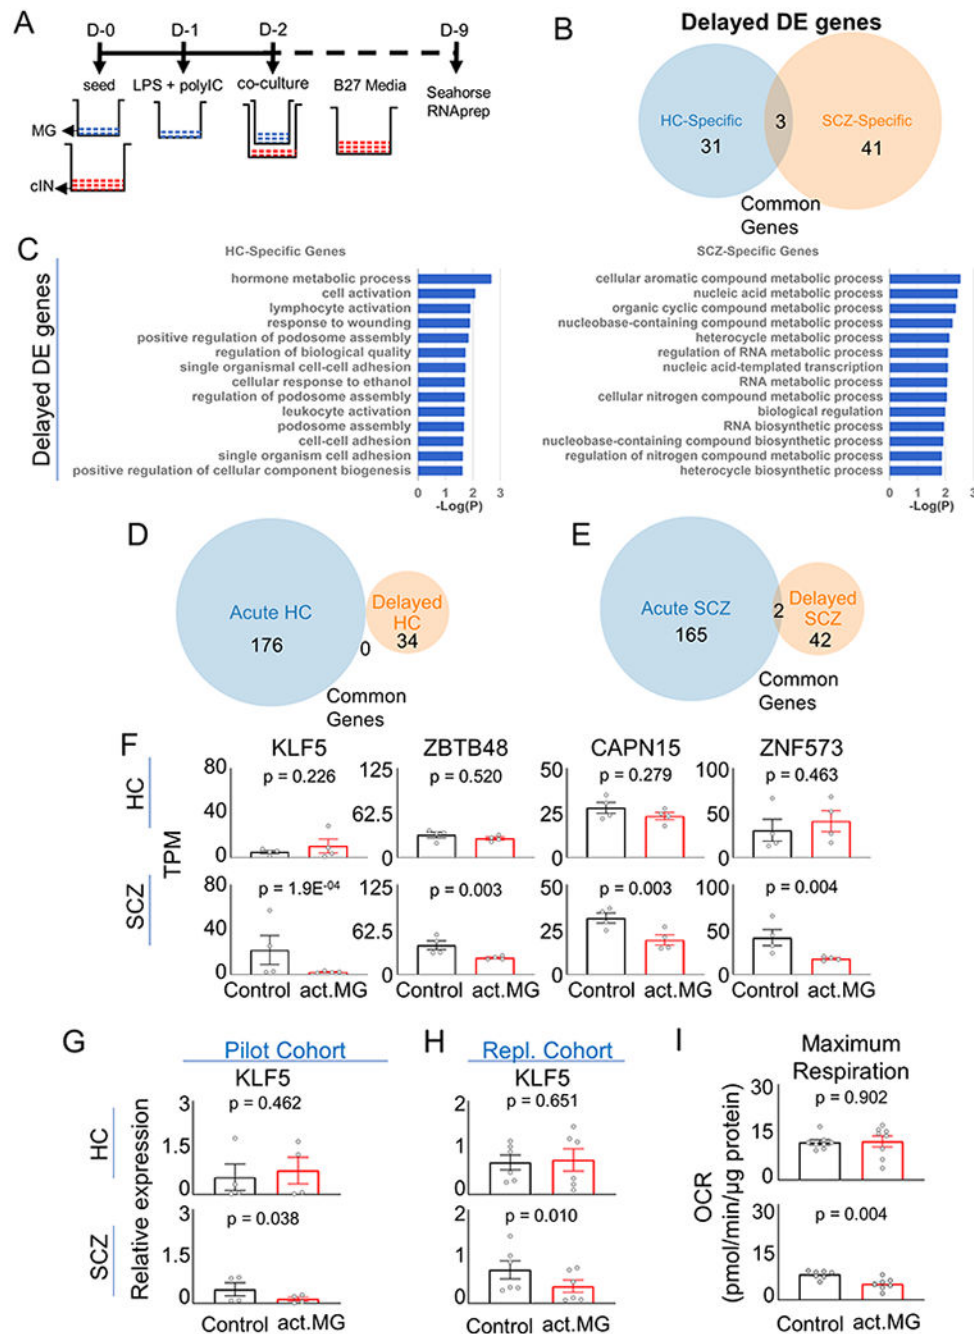 A
D-0 D-1 D-2 D-9
seed LPS + polyIC co-culture B27 Media Seahorse
RNAprep
MG
cIN
B Delayed DE genes
HC-Specific 3 SCZ-Specific
31 41
Common
Genes
C
Delayed DE genes
HC-Specific Genes
hormone metabolic process
cell activation
lymphocyte activation
response to wounding
positive regulation of podosome assembly
regulation of biological quality
single organismal cell-cell adhesion
cellular response to ethanol
regulation of podosome assembly
leukocyte activation
podosome assembly
cell-cell adhesion
single organism cell adhesion
positive regulation of cellular component biogenesis
0 1 2 3
-Log(P)
SCZ-Specific Genes
cellular aromatic compound metabolic process
nucleic acid metabolic process
organic cyclic compound metabolic process
nucleobase-containing compound metabolic process
heterocycle metabolic process
regulation of RNA metabolic process
nucleic acid-templated transcription
RNA metabolic process
cellular nitrogen compound metabolic process
biological regulation
RNA biosynthetic process
nucleobase-containing compound biosynthetic process
regulation of nitrogen compound metabolic process
heterocycle biosynthetic process
0 1 2 3
-Log(P)
D
Acute HC
176
Delayed
HC
34
0
Common
Genes
E
Acute SCZ
165
2
Delayed
SCZ
42
Common
Genes
F
KLF5 ZBTB48 CAPN15 ZNF573
HC
TPM
80 125 50 100
p = 0.226 p = 0.520 p = 0.279 p = 0.463
40 62.5 25 50
0 0 0 0
SCZ
80 125 50 100
p = 1.9E-04 p = 0.003 p = 0.003 p = 0.004
40 62.5 25 50
0 0 0 0
Control act.MG Control act.MG Control act.MG Control act.MG
G
Pilot Cohort
KLF5
HC
SCZ
Relative expression
3
p = 0.462
1.5
0
3
p = 0.038
1.5
0
Control act.MG
H
Repl. Cohort
KLF5
2
p = 0.651
1
0
2
p = 0.010
1
0
Control act.MG
I
Maximum
Respiration
OCR
(pmol/min/µg protein)
30
p = 0.902
15
0
30
p = 0.004
15
0
Control act.MG